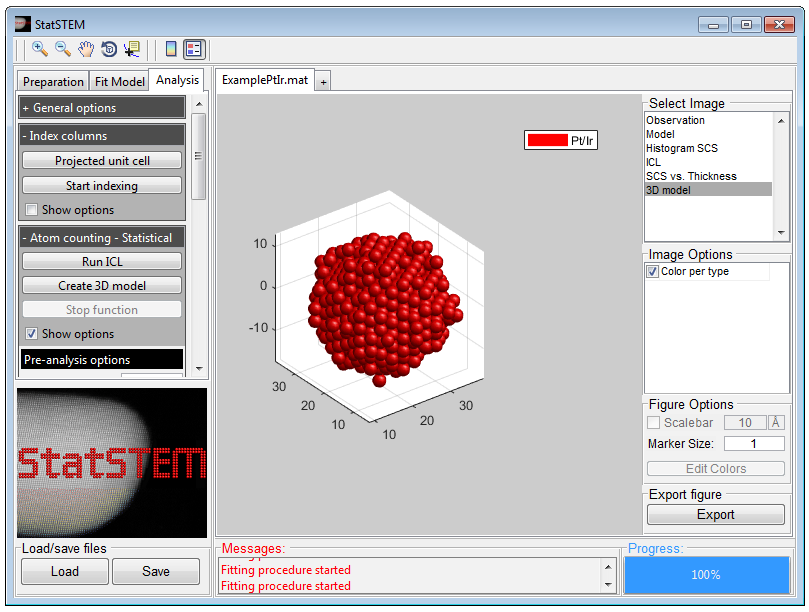 StatSTEM
Preparation Fit Model Analysis
+ General options
- Index columns
Projected unit cell
Start indexing
Show options
- Atom counting - Statistical
Run ICL
Create 3D model
Stop function
Show options
Pre-analysis options
StatSTEM
Load/save files
Load Save
ExamplePtIr.mat +
Pt/Ir
10
0
-10
30
20
10
10
20
30
Messages:
Fitting procedure started
Fitting procedure started
Select Image
Observation
Model
Histogram SCS
ICL
SCS vs. Thickness
3D model
Image Options
Color per type
Figure Options
Scalebar 10 Å
Marker Size: 1
Edit Colors
Export figure
Export
Progress:
100%